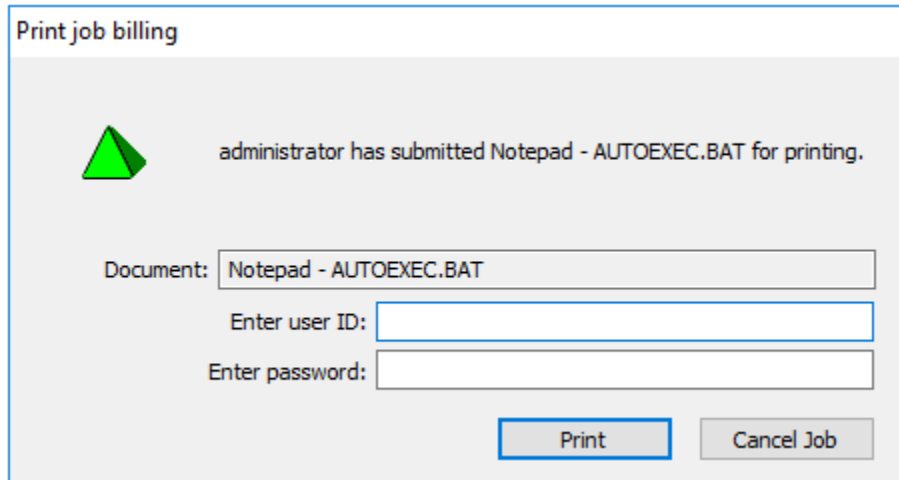 Print job billing
administrator has submitted Notepad - AUTOEXEC.BAT for printing.
Document: Notepad - AUTOEXEC.BAT
Enter user ID:
Enter password:
Print Cancel Job